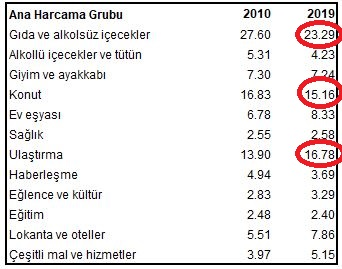 Ana Harcama Grubu 2010 2019
Gıda ve alkolsüz içecekler 27.60 23.29
Alkollü içecekler ve tütün 5.31 4.23
Giyim ve ayakkabı 7.30 7.24
Konut 16.83 15.16
Ev eşyası 6.78 8.33
Sağlık 2.55 2.58
Ulaştırma 13.90 16.78
Haberleşme 4.94 3.69
Eğlence ve kültür 2.83 3.29
Eğitim 2.48 2.40
Lokanta ve oteller 5.51 7.86
Çeşitli mal ve hizmetler 3.97 5.15